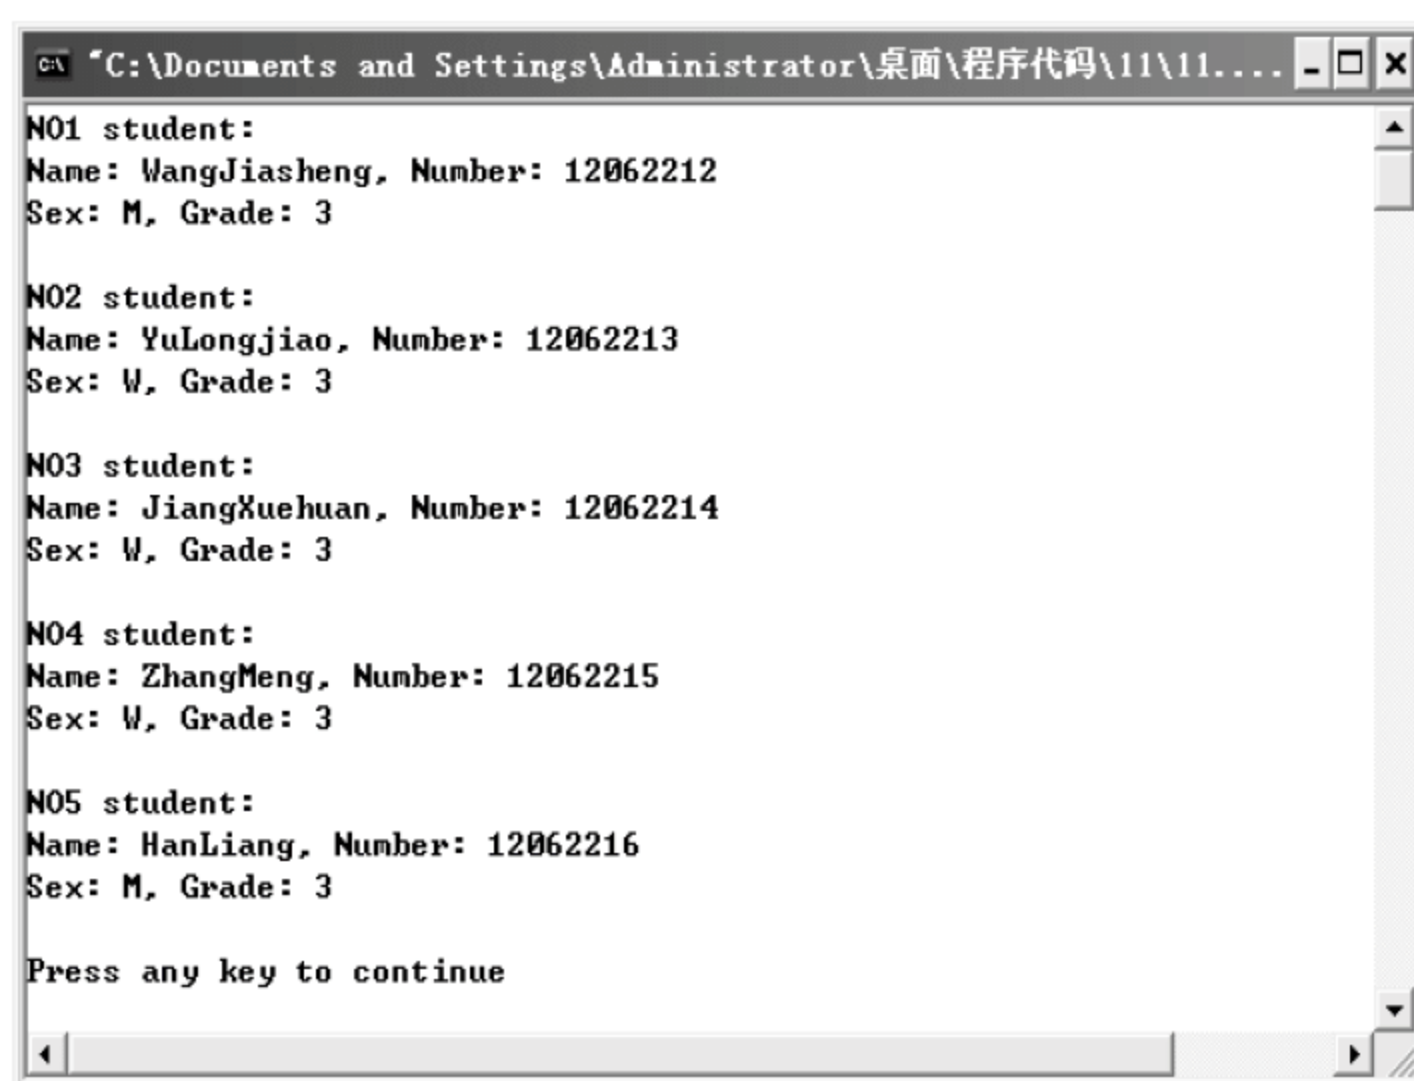 "C:\Documents and Settings\Administrator\桌面\程序代码\11\11....
NO1 student:
Name: WangJiasheng, Number: 12062212
Sex: M, Grade: 3
NO2 student:
Name: YuLongjiao, Number: 12062213
Sex: W, Grade: 3
NO3 student:
Name: JiangXuehuan, Number: 12062214
Sex: W, Grade: 3
NO4 student:
Name: ZhangMeng, Number: 12062215
Sex: W, Grade: 3
NO5 student:
Name: HanLiang, Number: 12062216
Sex: M, Grade: 3
Press any key to continue